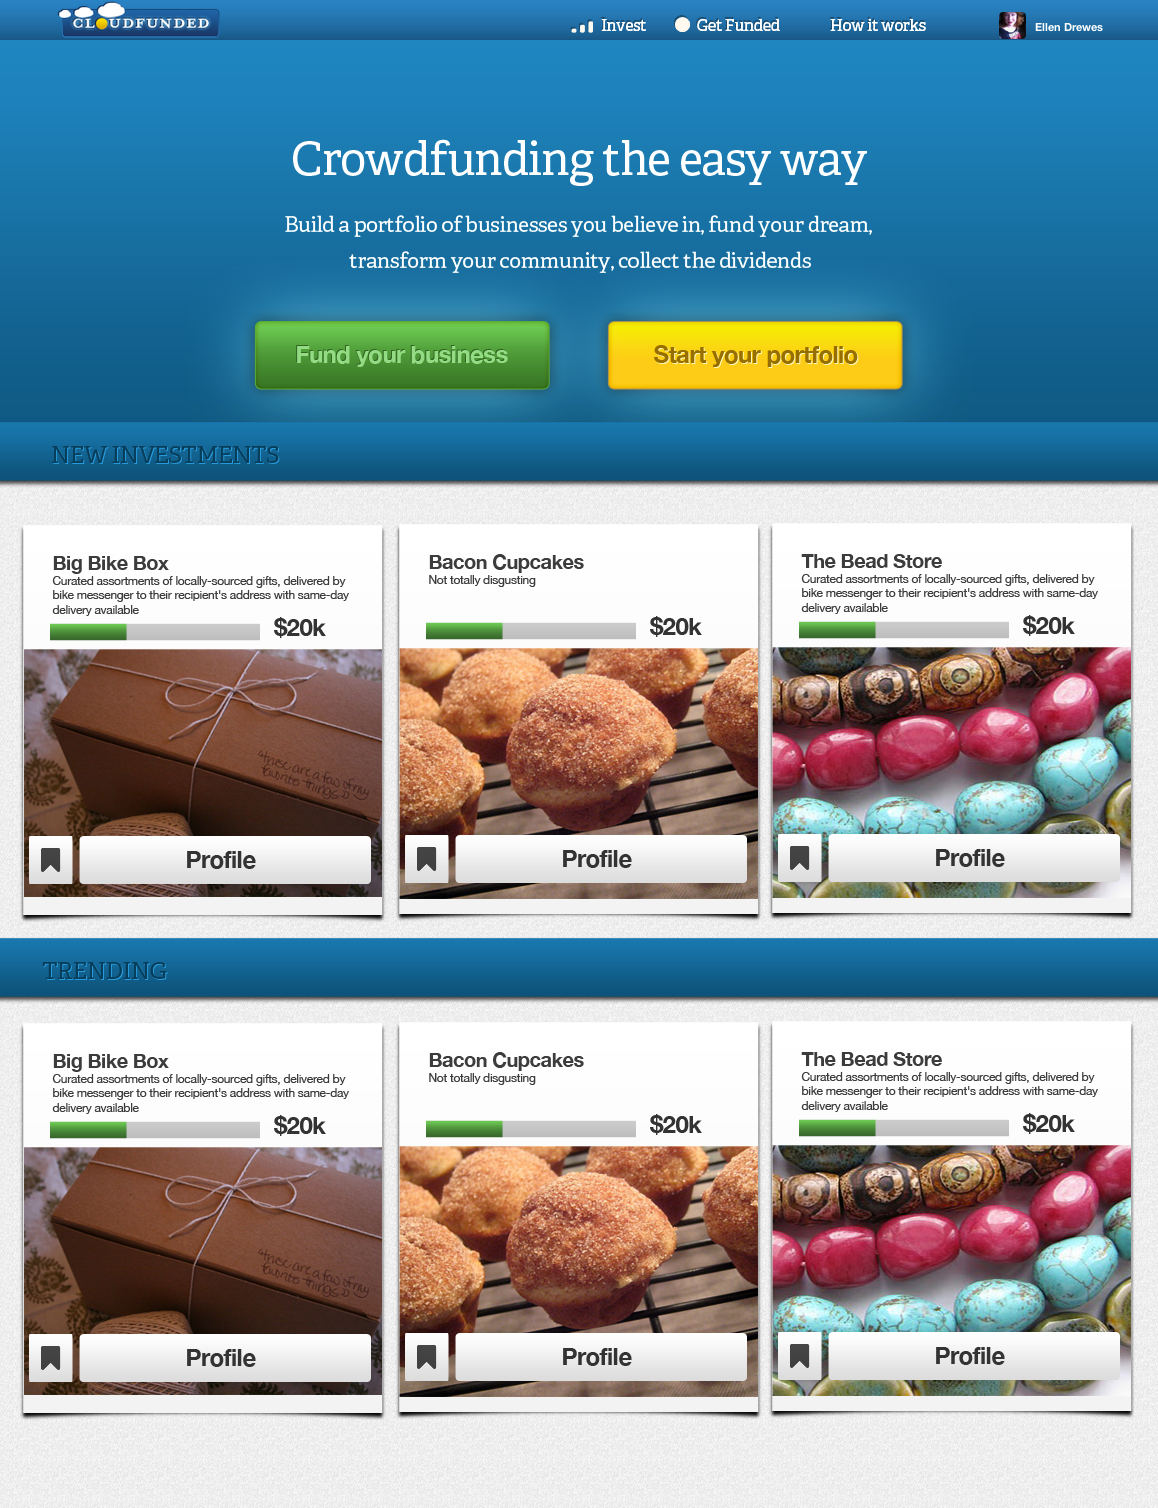 CLOUDFUNDED
Invest
Get Funded
How it works
Ellen Drewes
Crowdfunding the easy way
Build a portfolio of businesses you believe in, fund your dream,
transform your community, collect the dividends
Fund your business
Start your portfolio
NEW INVESTMENTS
Big Bike Box
Curated assortments of locally-sourced gifts, delivered by
bike messenger to their recipient's address with same-day
delivery available
$20k
these are a few of my
favorite things :)
Profile
Bacon Cupcakes
Not totally disgusting
$20k
Profile
The Bead Store
Curated assortments of locally-sourced gifts, delivered by
bike messenger to their recipient's address with same-day
delivery available
$20k
Profile
TRENDING
Big Bike Box
Curated assortments of locally-sourced gifts, delivered by
bike messenger to their recipient's address with same-day
delivery available
$20k
these are a few of my
favorite things :)
Profile
Bacon Cupcakes
Not totally disgusting
$20k
Profile
The Bead Store
Curated assortments of locally-sourced gifts, delivered by
bike messenger to their recipient's address with same-day
delivery available
$20k
Profile